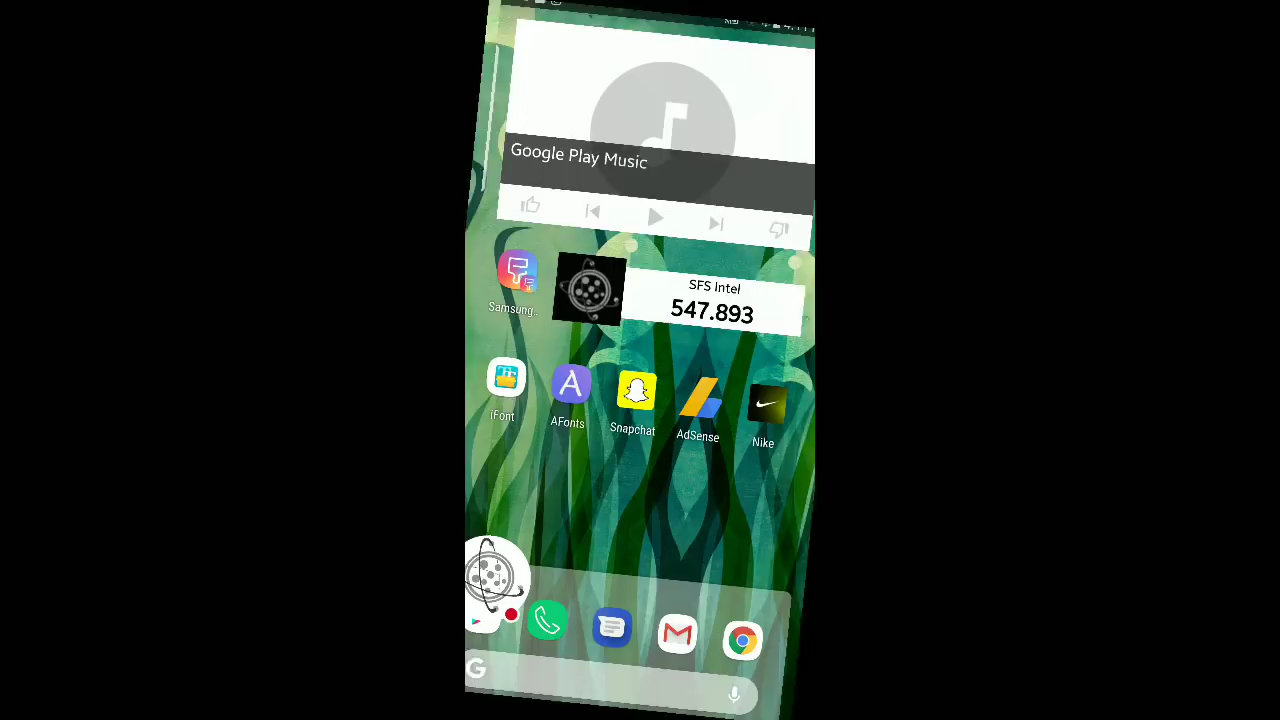 Google Play Music
Samsung..
SFS Intel
547.893
iFont
AFonts
Snapchat
AdSense
Nike